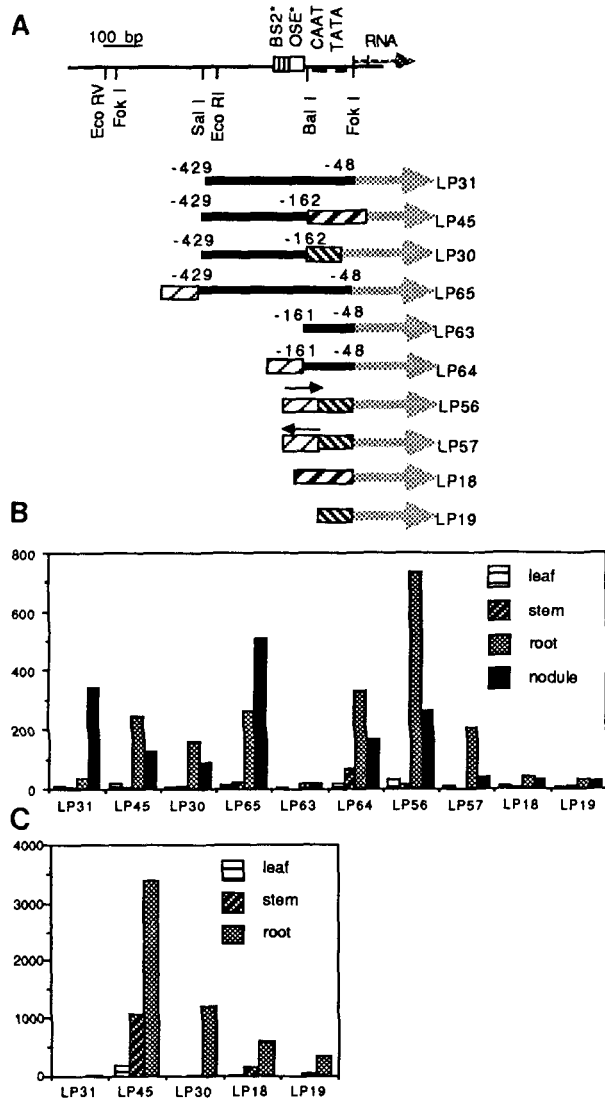 A
100 bp
BS2*
OSE*
CAAT
TATA
RNA
Eco RV
Fok I
Sal I
Eco RI
Bal I
Fok I
-429 -48 LP31
-429 -162 LP45
-429 -162 LP30
-429 -48 LP65
-161 -48 LP63
-161 -48 LP64
LP56
LP57
LP18
LP19
B
800
600
400
200
0
leaf
stem
root
nodule
LP31 LP45 LP30 LP65 LP63 LP64 LP56 LP57 LP18 LP19
C
4000
3000
2000
1000
0
leaf
stem
root
LP31 LP45 LP30 LP18 LP19